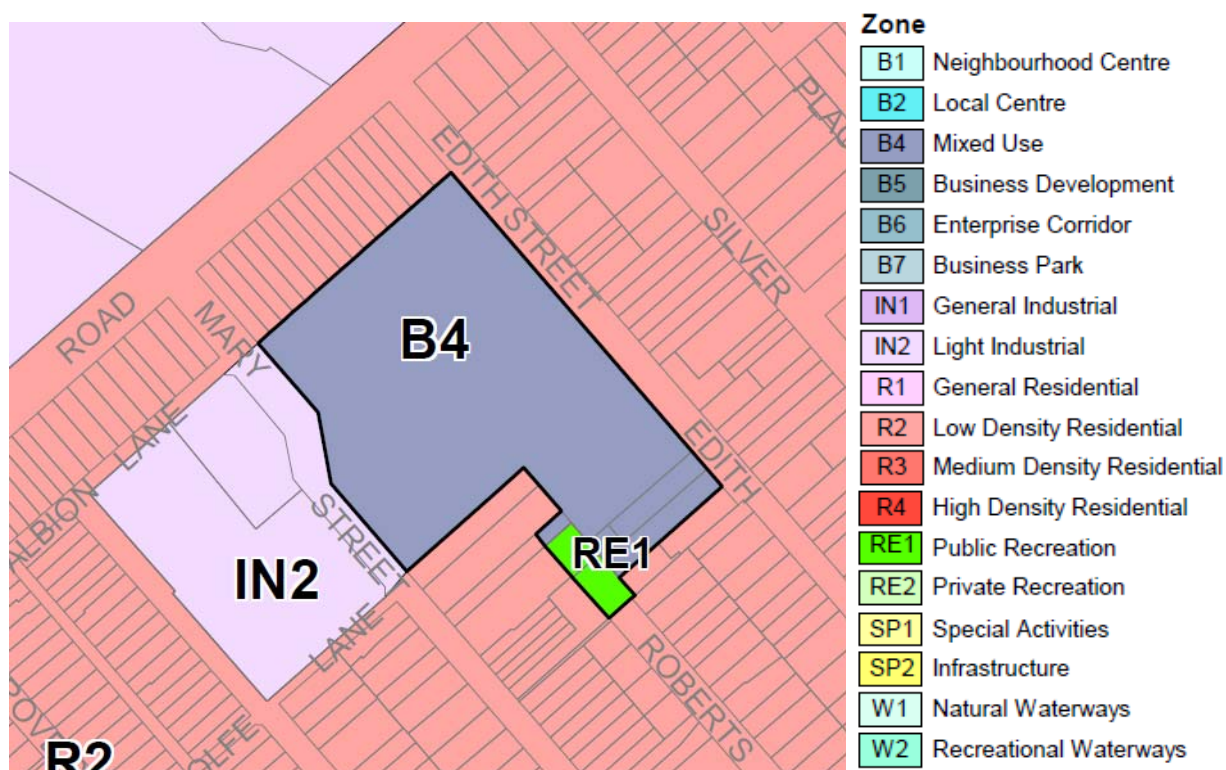 EDITH STREET
PLAC
SILVER
ROAD
MARY
B4
ALBION LANE
EDITH
STREET
IN2
RE1
LANE
ROBERTS
R2
Zone
B1 Neighbourhood Centre
B2 Local Centre
B4 Mixed Use
B5 Business Development
B6 Enterprise Corridor
B7 Business Park
IN1 General Industrial
IN2 Light Industrial
R1 General Residential
R2 Low Density Residential
R3 Medium Density Residential
R4 High Density Residential
RE1 Public Recreation
RE2 Private Recreation
SP1 Special Activities
SP2 Infrastructure
W1 Natural Waterways
W2 Recreational Waterways